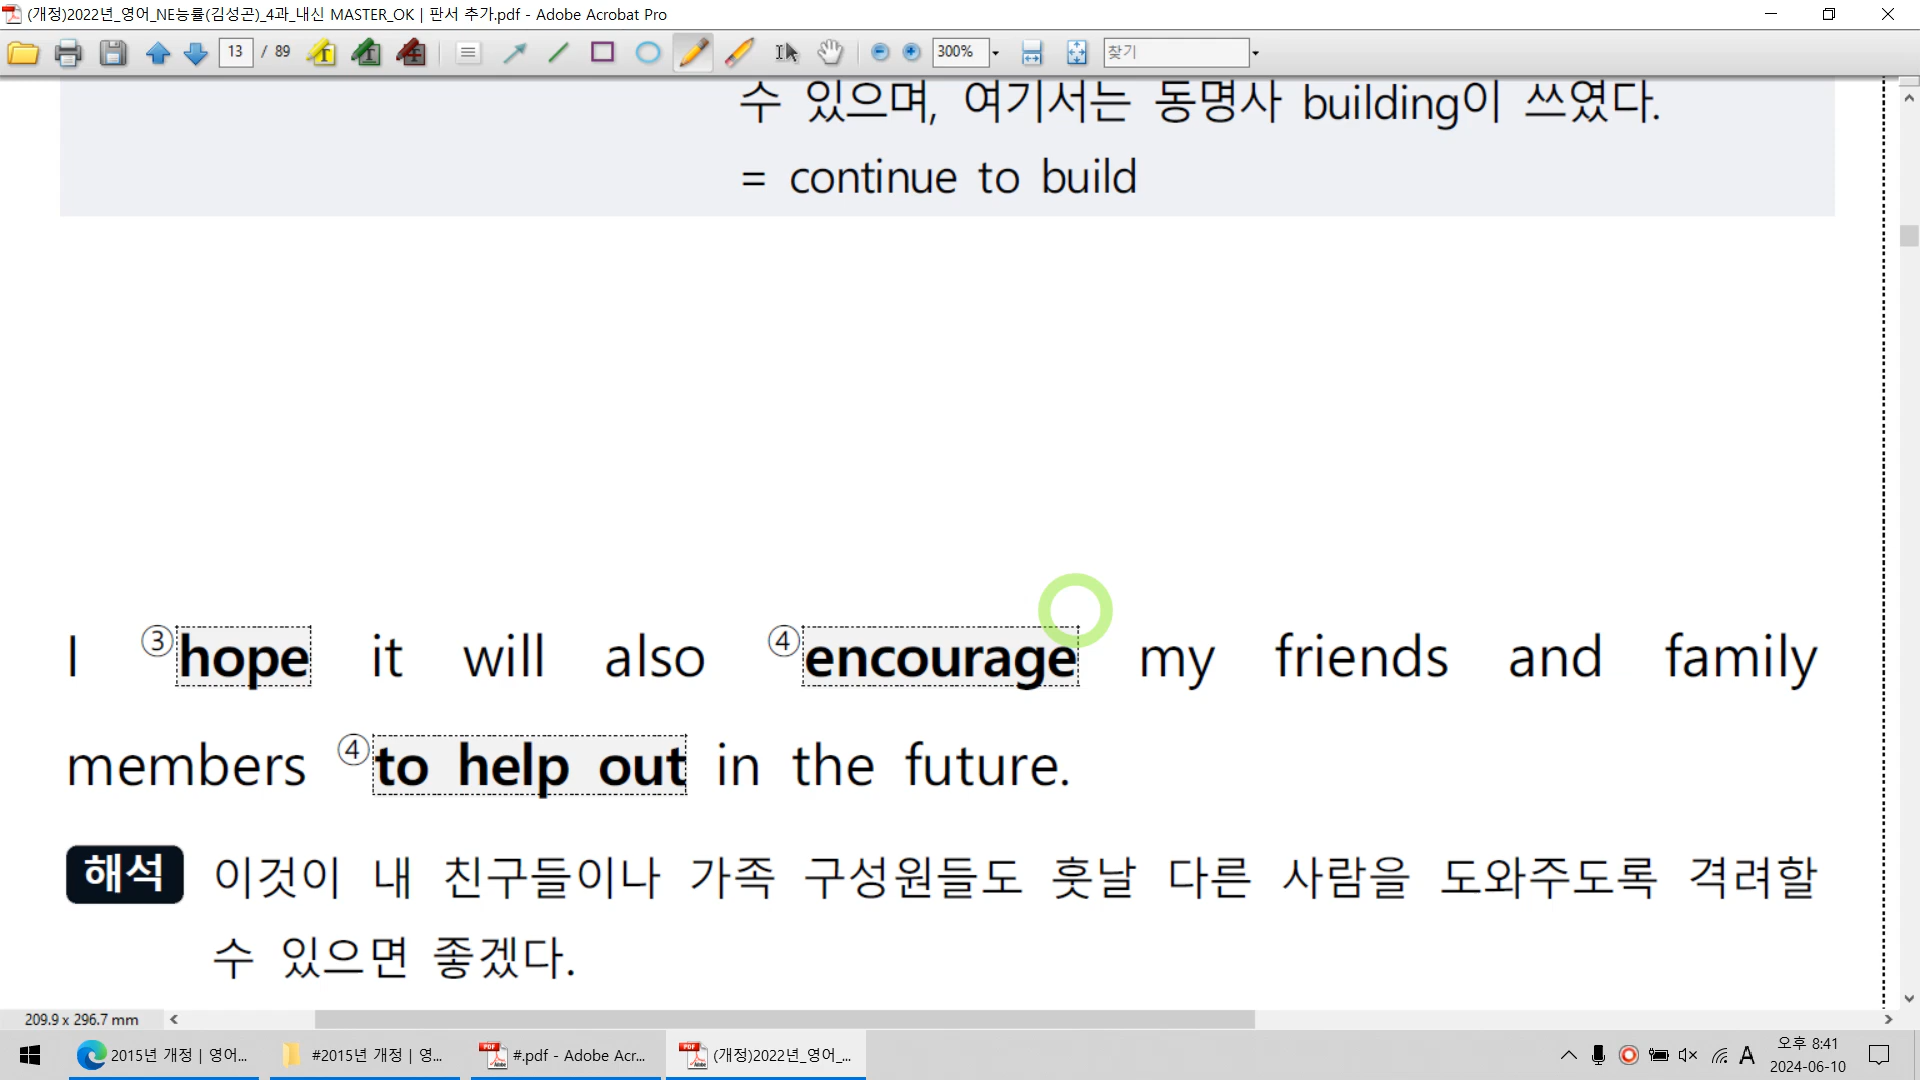 (개정)2022년_영어_NE능률(김성곤)_4과_내신 MASTER_OK | 판서 추가.pdf - Adobe Acrobat Pro
13 / 89 300% 찾기
수 있으며, 여기서는 동명사 building이 쓰였다.
= continue to build
I ③hope it will also ④encourage my friends and family
members ④to help out in the future.
해석 이것이 내 친구들이나 가족 구성원들도 훗날 다른 사람을 도와주도록 격려할
수 있으면 좋겠다.
209.9 x 296.7 mm
2015년 개정 | 영어... #2015년 개정 | 영... #.pdf - Adobe Acr... (개정)2022년_영어_... A 오후 8:41
2024-06-10